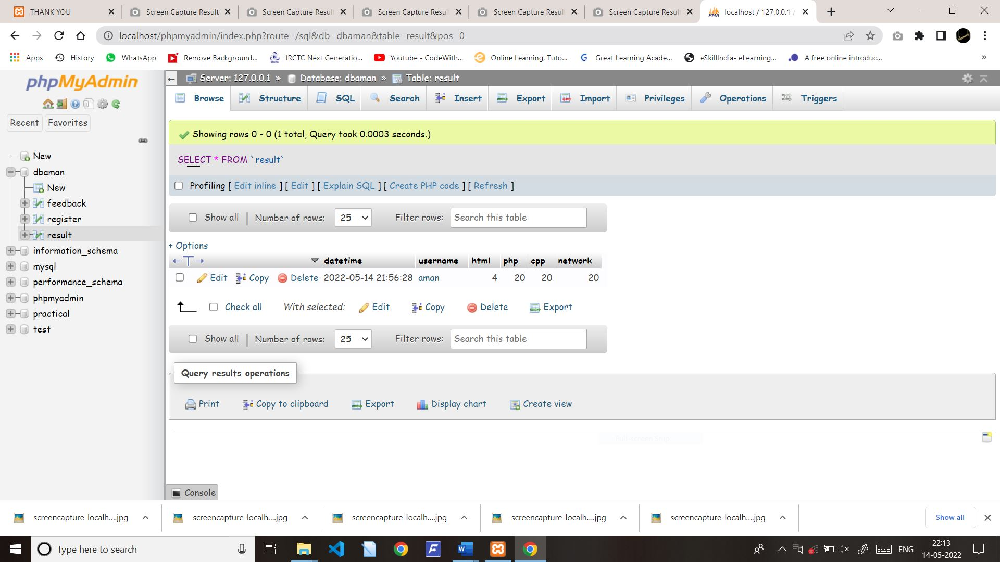 THANK YOU
Screen Capture Result
Screen Capture Resul
Screen Capture Resul
Screen Capture Result
Screen Capture Result
localhost / 127.0.0.1 /
localhost/phpmyadmin/index.php?route=/sql&db=dbaman&table=result&pos=0
Apps
History
WhatsApp
Remove Background...
IRCTC Next Generatio...
Youtube - CodeWith...
Online Learning, Tuto...
Great Learning Acade...
eSkillIndia- eLearning...
A free online introduc...
»
phpMyAdmin
Recent
Favorites
New
dbaman
New
feedback
register
result
information_schema
mysql
performance_schema
phpmyadmin
practical
test
Server: 127.0.0.1 » Database: dbaman » Table: result
Browse
Structure
SQL
Search
Insert
Export
Import
Privileges
Operations
Triggers
Showing rows 0 - 0 (1 total, Query took 0.0003 seconds.)
SELECT * FROM `result`
Profiling [ Edit inline ] [ Edit ] [ Explain SQL ] [ Create PHP code ] [ Refresh ]
Show all | Number of rows: 25 Filter rows: Search this table
+ Options
←T→ datetime username html php cpp network
Edit Copy Delete 2022-05-14 21:56:28 aman 4 20 20 20
Check all With selected: Edit Copy Delete Export
Show all | Number of rows: 25 Filter rows: Search this table
Query results operations
Print Copy to clipboard Export Display chart Create view
Full-screen Snip
Console
screencapture-localh....jpg
screencapture-localh....jpg
screencapture-localh....jpg
screencapture-localh....jpg
screencapture-localh....jpg
Show all
Type here to search
ENG
22:13
14-05-2022